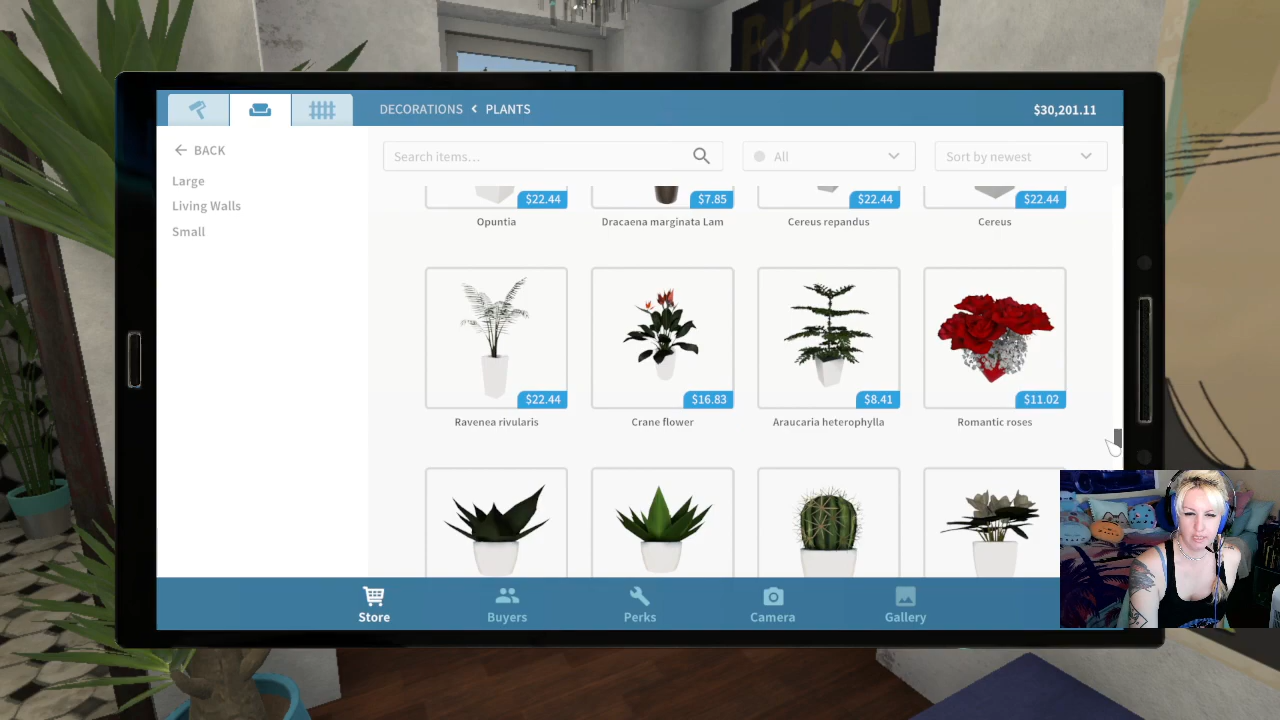 DECORATIONS < PLANTS
$30,201.11
BACK
Large
Living Walls
Small
Search items...
All
Sort by newest
$22.44
$7.85
$22.44
$22.44
Opuntia
Dracaena marginata Lam
Cereus repandus
Cereus
$22.44
$16.83
$8.41
$11.02
Ravenea rivularis
Crane flower
Araucaria heterophylla
Romantic roses
Store
Buyers
Perks
Camera
Gallery